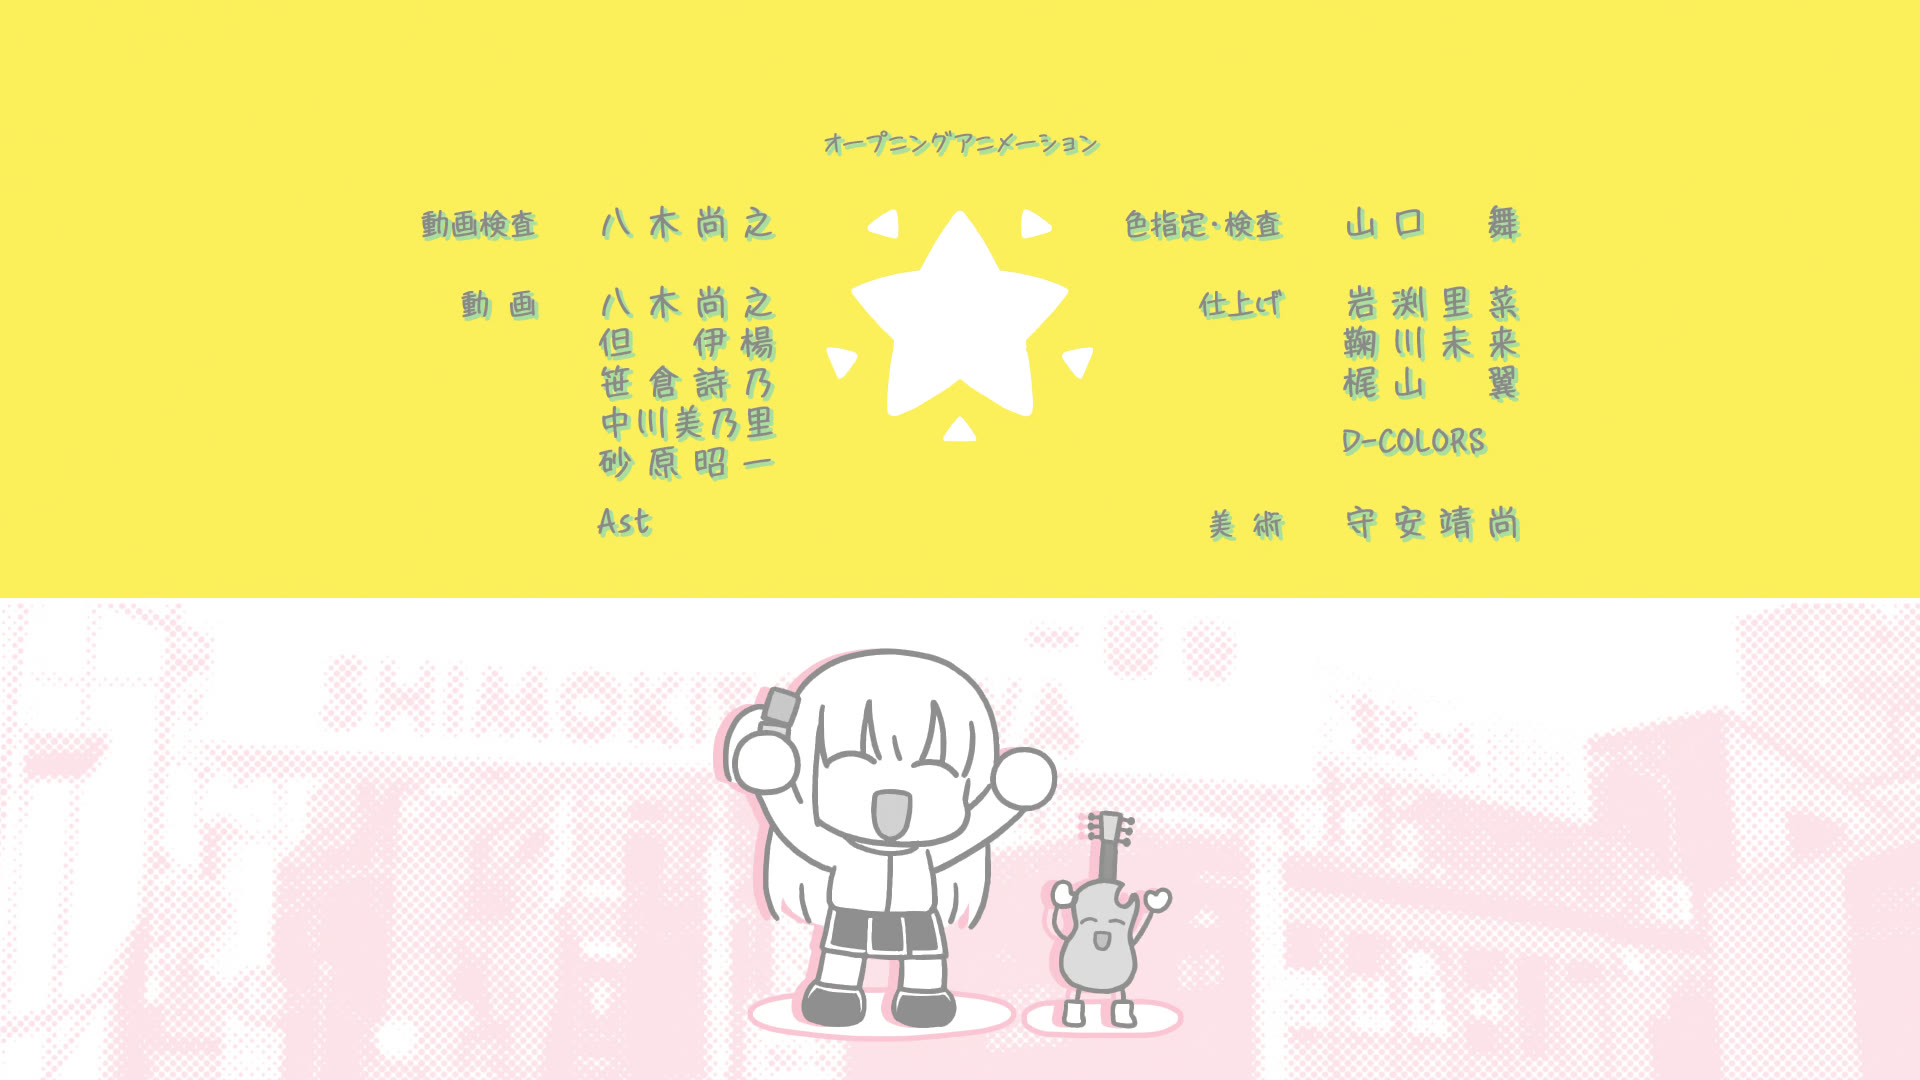 オープニングアニメーション
動画検査 八木尚之
動画 八木尚之
但 伊楊
笹倉詩乃
中川美乃里
砂原昭一
Ast
色指定・検査 山口 舞
仕上げ 岩渕里菜
鞠川未来
梶山 翼
D-COLORS
美術 守安靖尚